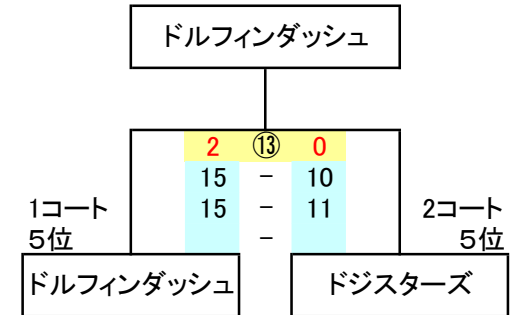 ドルフィンダッシュ
2 ⑬ 0
15 － 10
1コート 15 － 11 2コート
５位 － ５位
ドルフィンダッシュ ドジスターズ